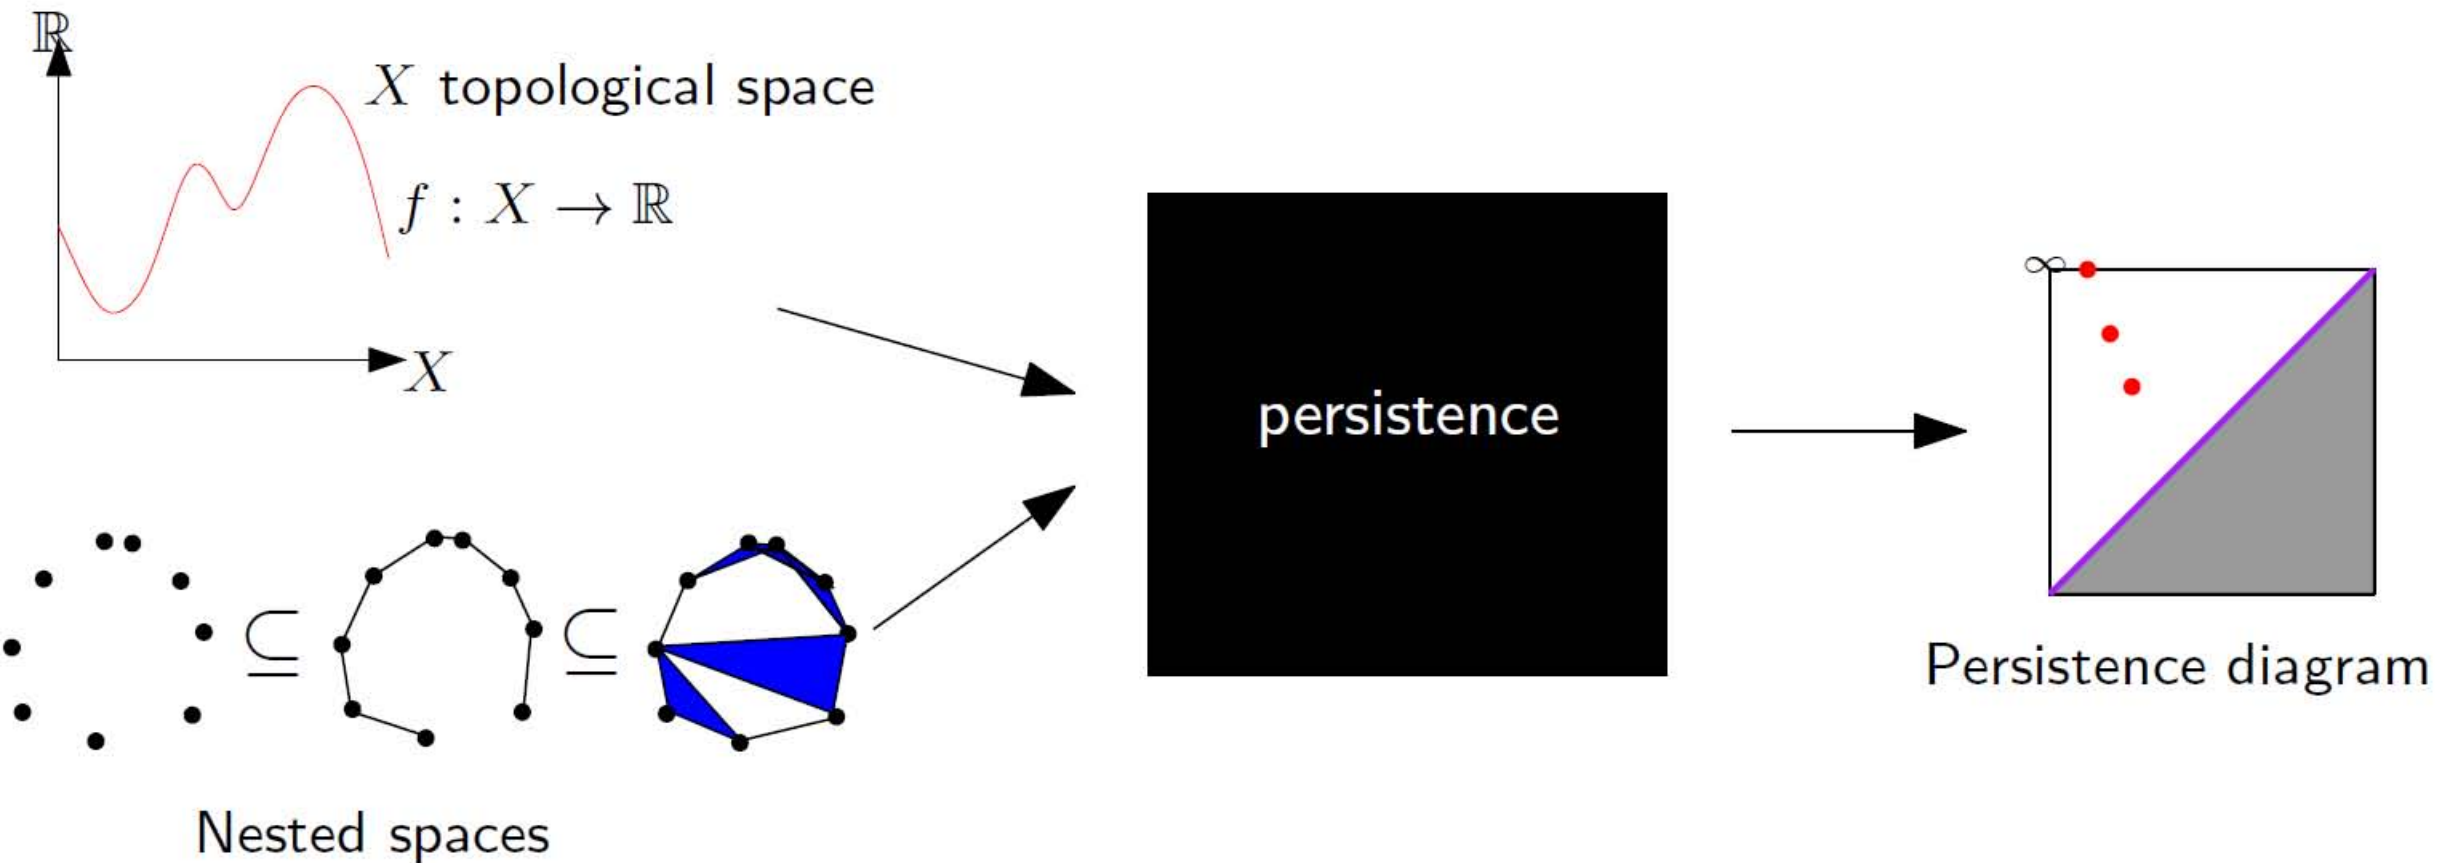 ℝ
X topological space
f : X → ℝ
X
⊆ ⊆
Nested spaces
persistence
∞
Persistence diagram